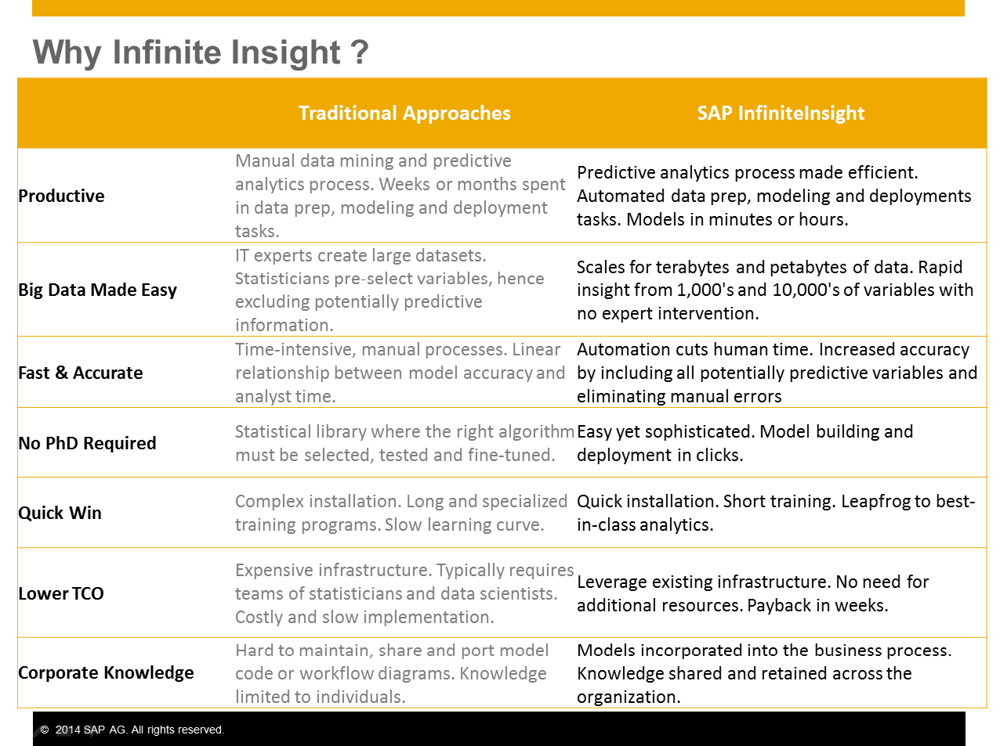 Why Infinite Insight ?
Traditional Approaches
SAP InfiniteInsight
Productive
Manual data mining and predictive
analytics process. Weeks or months spent
in data prep, modeling and deployment
tasks.
Predictive analytics process made efficient.
Automated data prep, modeling and deployments
tasks. Models in minutes or hours.
Big Data Made Easy
IT experts create large datasets.
Statisticians pre-select variables, hence
excluding potentially predictive
information.
Scales for terabytes and petabytes of data. Rapid
insight from 1,000's and 10,000's of variables with
no expert intervention.
Fast & Accurate
Time-intensive, manual processes. Linear
relationship between model accuracy and
analyst time.
Automation cuts human time. Increased accuracy
by including all potentially predictive variables and
eliminating manual errors
No PhD Required
Statistical library where the right algorithm
must be selected, tested and fine-tuned.
Easy yet sophisticated. Model building and
deployment in clicks.
Quick Win
Complex installation. Long and specialized
training programs. Slow learning curve.
Quick installation. Short training. Leapfrog to best-
in-class analytics.
Lower TCO
Expensive infrastructure. Typically requires
teams of statisticians and data scientists.
Costly and slow implementation.
Leverage existing infrastructure. No need for
additional resources. Payback in weeks.
Corporate Knowledge
Hard to maintain, share and port model
code or workflow diagrams. Knowledge
limited to individuals.
Models incorporated into the business process.
Knowledge shared and retained across the
organization.
© 2014 SAP AG. All rights reserved.